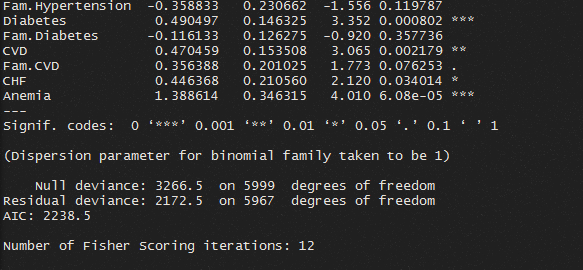 Fam.Hypertension -0.358833 0.230662 -1.556 0.119787
Diabetes 0.490497 0.146325 3.352 0.000802 ***
Fam.Diabetes -0.116133 0.126275 -0.920 0.357736
CVD 0.470459 0.153508 3.065 0.002179 **
Fam.CVD 0.356388 0.201025 1.773 0.076253 .
CHF 0.446368 0.210560 2.120 0.034014 *
Anemia 1.388614 0.346315 4.010 6.08e-05 ***
---
Signif. codes: 0 ‘***’ 0.001 ‘**’ 0.01 ‘*’ 0.05 ‘.’ 0.1 ‘ ’ 1
(Dispersion parameter for binomial family taken to be 1)
Null deviance: 3266.5 on 5999 degrees of freedom
Residual deviance: 2172.5 on 5967 degrees of freedom
AIC: 2238.5
Number of Fisher Scoring iterations: 12